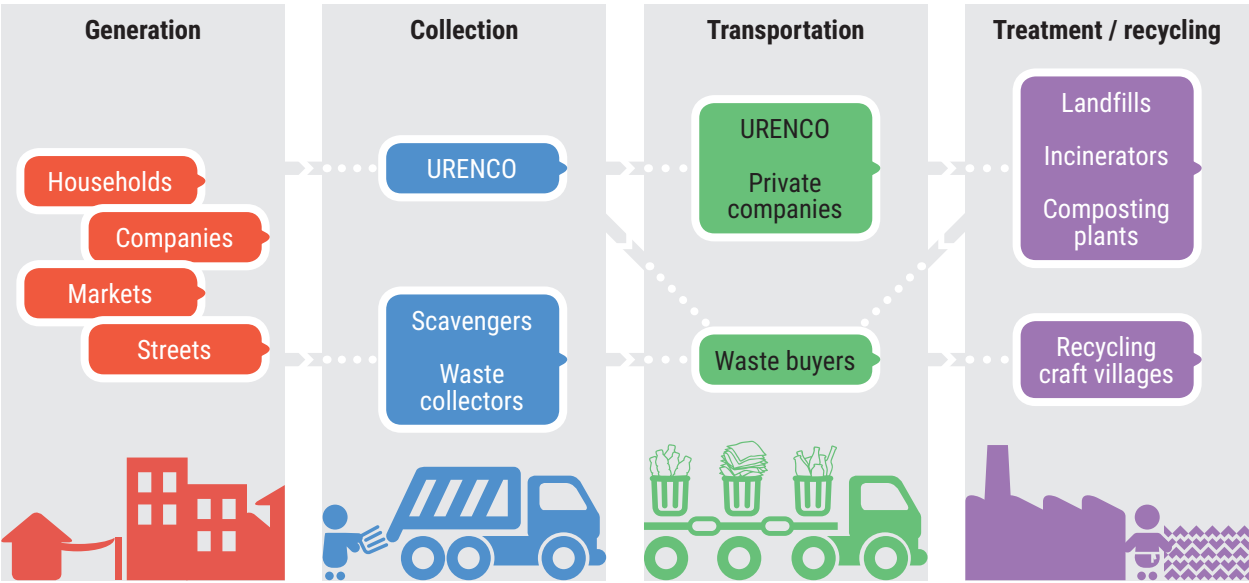 Generation
Households
Companies
Markets
Streets
Collection
URENCO
Scavengers
Waste
collectors
Transportation
URENCO
Private
companies
Waste buyers
Treatment / recycling
Landfills
Incinerators
Composting
plants
Recycling
craft villages